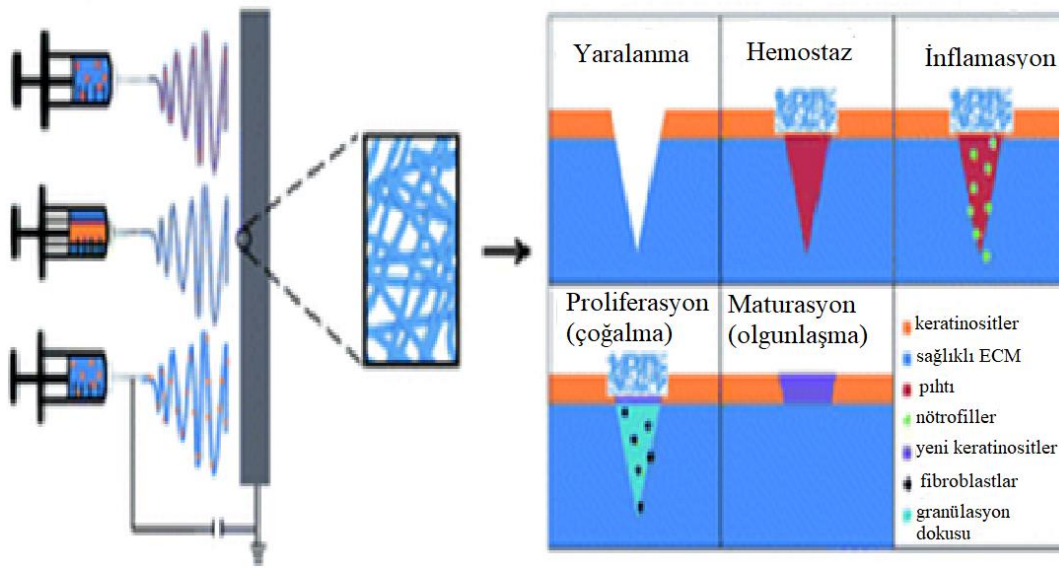 Yaralanma
Hemostaz
İnflamasyon
Proliferasyon
(çoğalma)
Maturasyon
(olgunlaşma)
keratinositler
sağlıklı ECM
pıhtı
nötrofiller
yeni keratinositler
fibroblastlar
granülasyon
dokusu